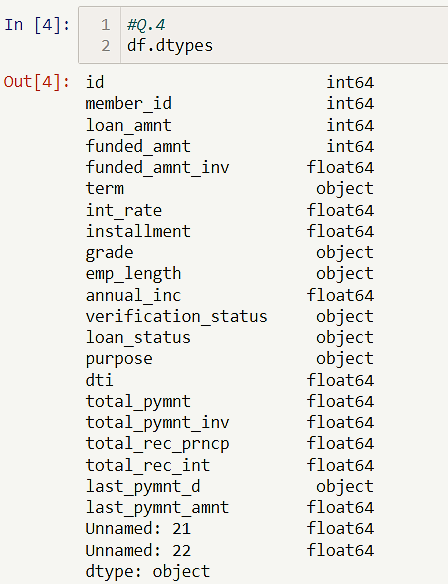 In [4]: 1 #Q.4
2 df.dtypes
Out[4]: id int64
member_id int64
loan_amnt int64
funded_amnt int64
funded_amnt_inv float64
term object
int_rate float64
installment float64
grade object
emp_length object
annual_inc float64
verification_status object
loan_status object
purpose object
dti float64
total_pymnt float64
total_pymnt_inv float64
total_rec_prncp float64
total_rec_int float64
last_pymnt_d object
last_pymnt_amnt float64
Unnamed: 21 float64
Unnamed: 22 float64
dtype: object